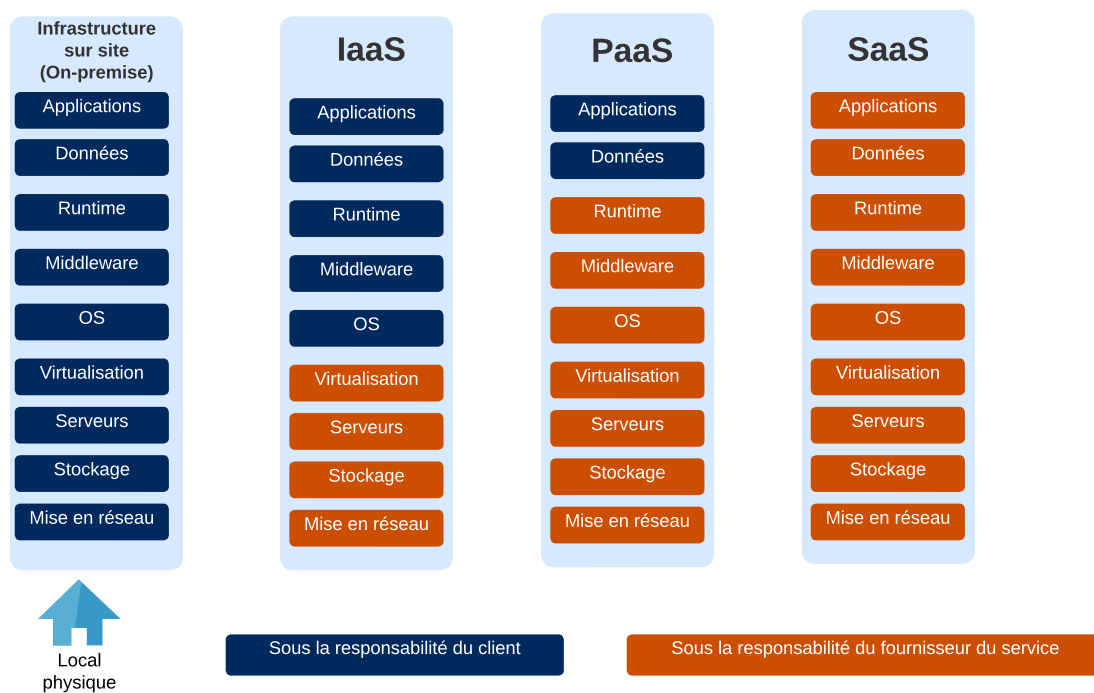 Infrastructure
sur site
(On-premise)
Applications
Données
Runtime
Middleware
OS
Virtualisation
Serveurs
Stockage
Mise en réseau
Local
physique
IaaS
Applications
Données
Runtime
Middleware
OS
Virtualisation
Serveurs
Stockage
Mise en réseau
PaaS
Applications
Données
Runtime
Middleware
OS
Virtualisation
Serveurs
Stockage
Mise en réseau
SaaS
Applications
Données
Runtime
Middleware
OS
Virtualisation
Serveurs
Stockage
Mise en réseau
Sous la responsabilité du client
Sous la responsabilité du fournisseur du service